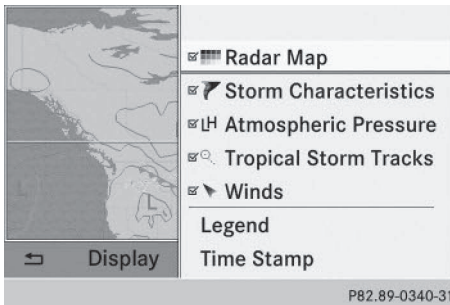 Radar Map
Storm Characteristics
LH Atmospheric Pressure
Tropical Storm Tracks
Winds
Legend
Time Stamp
L
L
Display
P82.89-0340-31